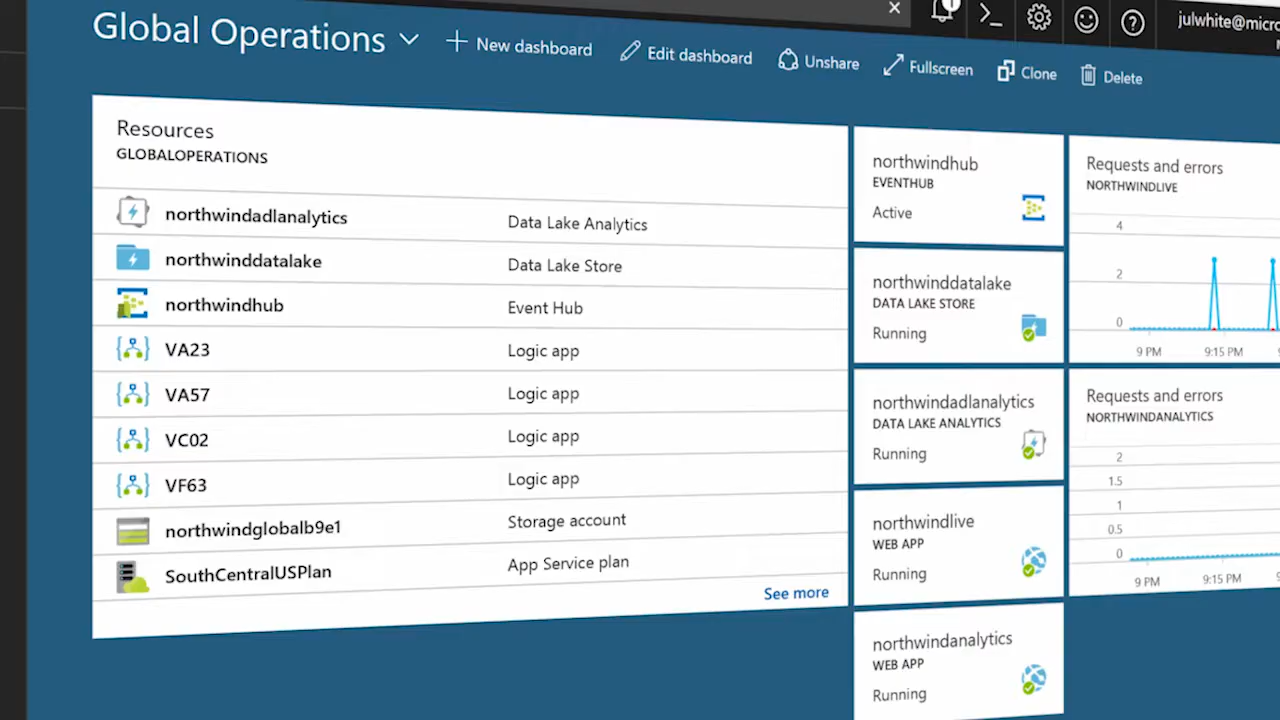 julwhite@micro
Global Operations
New dashboard
Edit dashboard
Unshare
Fullscreen
Clone
Delete
Resources
GLOBALOPERATIONS
northwindadlanalytics Data Lake Analytics
northwinddatalake Data Lake Store
northwindhub Event Hub
VA23 Logic app
VA57 Logic app
VC02 Logic app
VF63 Logic app
northwindglobalb9e1 Storage account
SouthCentralUSPlan App Service plan
See more
northwindhub
EVENTHUB
Active
northwinddatalake
DATA LAKE STORE
Running
northwindadlanalytics
DATA LAKE ANALYTICS
Running
northwindlive
WEB APP
Running
northwindanalytics
WEB APP
Running
Requests and errors
NORTHWINDLIVE
4
2
0
9 PM 9:15 PM
Requests and errors
NORTHWINDANALYTICS
2
1.5
1
0.5
0
9 PM 9:15 PM